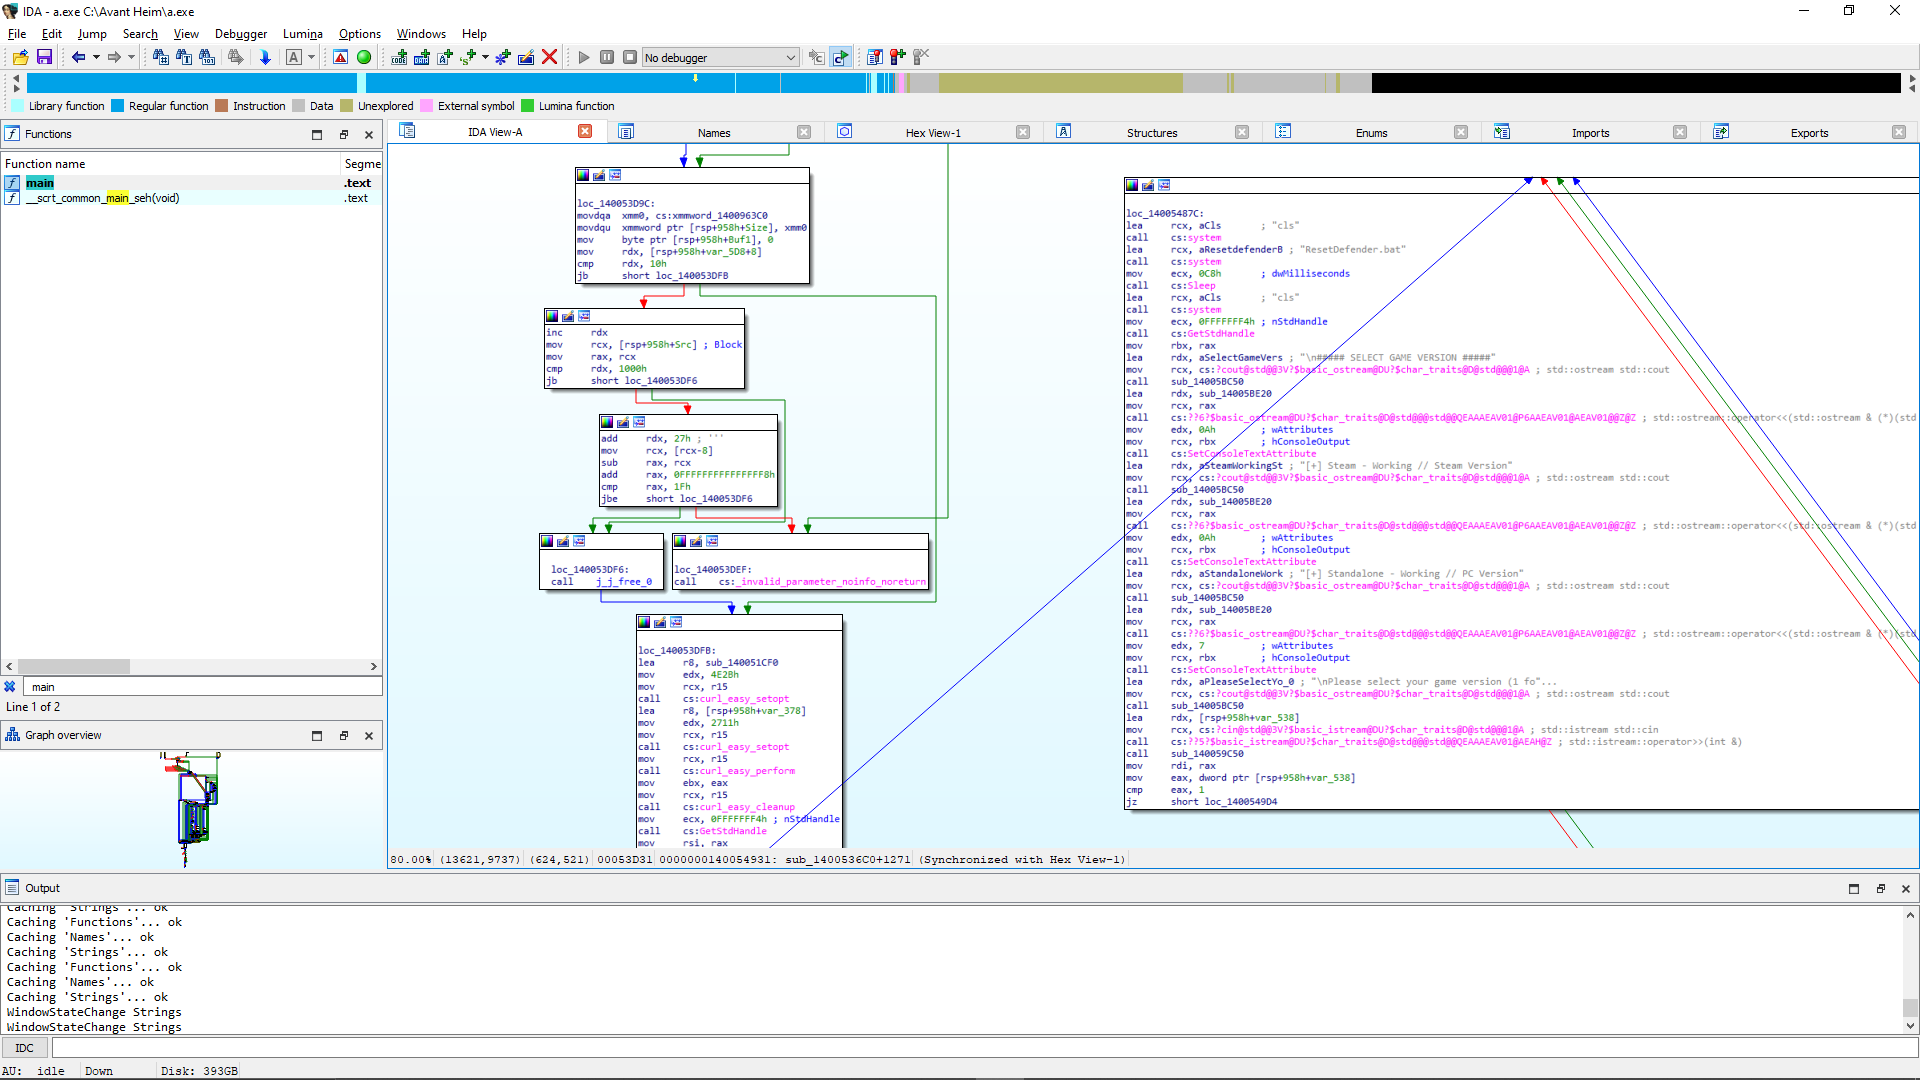 IDA - a.exe C:\Avant Heim\a.exe
File Edit Jump Search View Debugger Lumina Options Windows Help
No debugger
Library function Regular function Instruction Data Unexplored External symbol Lumina function
Functions
IDA View-A Names Hex View-1 Structures Enums Imports Exports
Function name Segme
main .text
__scrt_common_main_seh(void) .text
main
Line 1 of 2
Graph overview
loc_140053D9C:
movdqa xmm0, cs:xmmword_1400963C0
movdqu xmmword ptr [rsp+958h+Size], xmm0
mov byte ptr [rsp+958h+Buf1], 0
mov rdx, [rsp+958h+var_5D8+8]
cmp rdx, 10h
jb short loc_140053DFB
inc rdx
mov rcx, [rsp+958h+Src] ; Block
mov rax, rcx
cmp rdx, 1000h
jb short loc_140053DF6
add rdx, 27h ; '''
mov rcx, [rcx-8]
sub rax, rcx
add rax, 0FFFFFFFFFFFFFFF8h
cmp rax, 1Fh
jbe short loc_140053DF6
loc_140053DF6:
call j_j_free_0
loc_140053DEF:
call cs:_invalid_parameter_noinfo_noreturn
loc_140053DFB:
lea r8, sub_140051CF0
mov edx, 4E2Bh
mov rcx, r15
call cs:curl_easy_setopt
lea r8, [rsp+958h+var_378]
mov edx, 2711h
mov rcx, r15
call cs:curl_easy_setopt
mov rcx, r15
call cs:curl_easy_perform
mov ebx, eax
mov rcx, r15
call cs:curl_easy_cleanup
mov ecx, 0FFFFFFF4h ; nStdHandle
call cs:GetStdHandle
mov rsi, rax
loc_14005487C:
lea rcx, aCls ; "cls"
call cs:system
lea rcx, aResetdefenderB ; "ResetDefender.bat"
call cs:system
mov ecx, 0C8h ; dwMilliseconds
call cs:Sleep
lea rcx, aCls ; "cls"
call cs:system
mov ecx, 0FFFFFFF4h ; nStdHandle
call cs:GetStdHandle
mov rbx, rax
lea rdx, aSelectGameVers ; "\n##### SELECT GAME VERSION #####"
mov rcx, cs:?cout@std@@3V?$basic_ostream@DU?$char_traits@D@std@@@1@A ; std::ostream std::cout
call sub_14005BC50
lea rdx, sub_14005BE20
mov rcx, rax
call cs:??6?$basic_ostream@DU?$char_traits@D@std@@@std@@QEAAAEAV01@P6AAEAV01@AEAV01@@Z@Z ; std::ostream::operator<<(std::ostream & (*)(std
mov edx, 0Ah ; wAttributes
mov rcx, rbx ; hConsoleOutput
call cs:SetConsoleTextAttribute
lea rdx, aSteamWorkingSt ; "[+] Steam - Working // Steam Version"
mov rcx, cs:?cout@std@@3V?$basic_ostream@DU?$char_traits@D@std@@@1@A ; std::ostream std::cout
call sub_14005BC50
lea rdx, sub_14005BE20
mov rcx, rax
call cs:??6?$basic_ostream@DU?$char_traits@D@std@@@std@@QEAAAEAV01@P6AAEAV01@AEAV01@@Z@Z ; std::ostream::operator<<(std::ostream & (*)(std
mov edx, 0Ah ; wAttributes
mov rcx, rbx ; hConsoleOutput
call cs:SetConsoleTextAttribute
lea rdx, aStandaloneWork ; "[+] Standalone - Working // PC Version"
mov rcx, cs:?cout@std@@3V?$basic_ostream@DU?$char_traits@D@std@@@1@A ; std::ostream std::cout
call sub_14005BC50
lea rdx, sub_14005BE20
mov rcx, rax
call cs:??6?$basic_ostream@DU?$char_traits@D@std@@@std@@QEAAAEAV01@P6AAEAV01@AEAV01@@Z@Z ; std::ostream::operator<<(std::ostream & (*)(std
mov edx, 7 ; wAttributes
mov rcx, rbx ; hConsoleOutput
call cs:SetConsoleTextAttribute
lea rdx, aPleaseSelectYo_0 ; "\nPlease select your game version (1 fo"...
mov rcx, cs:?cout@std@@3V?$basic_ostream@DU?$char_traits@D@std@@@1@A ; std::ostream std::cout
call sub_14005BC50
lea rdx, [rsp+958h+var_538]
mov rcx, cs:?cin@std@@3V?$basic_istream@DU?$char_traits@D@std@@@1@A ; std::istream std::cin
call cs:??5?$basic_istream@DU?$char_traits@D@std@@@std@@QEAAAEAV01@AEAH@Z ; std::istream::operator>>(int &)
call sub_140059C50
mov rdi, rax
mov eax, dword ptr [rsp+958h+var_538]
cmp eax, 1
jz short loc_1400549D4
80.00% (13621,9737) (624,521) 00053D31 0000000140054931: sub_1400536C0+1271 (Synchronized with Hex View-1)
Output
Caching 'Strings'... ok
Caching 'Functions'... ok
Caching 'Names'... ok
Caching 'Strings'... ok
Caching 'Functions'... ok
Caching 'Names'... ok
Caching 'Strings'... ok
WindowStateChange Strings
WindowStateChange Strings
IDC
AU: idle Down Disk: 393GB